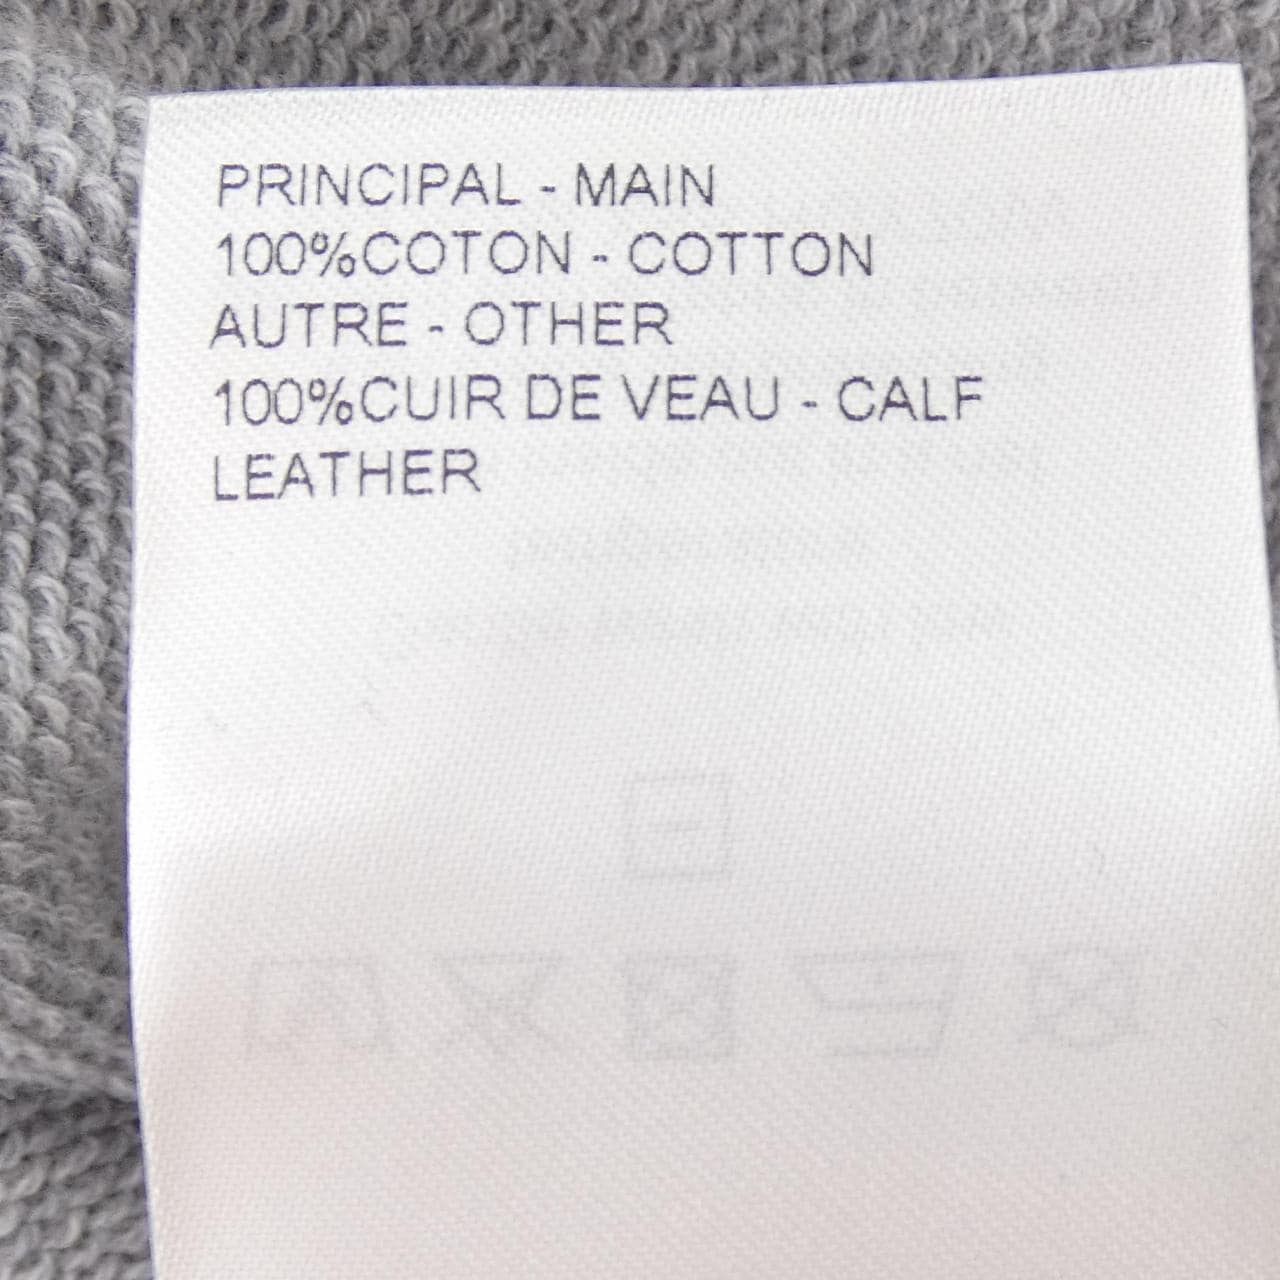 PRINCIPAL - MAIN
100%COTON - COTTON
AUTRE - OTHER
100%CUIR DE VEAU - CALF
LEATHER